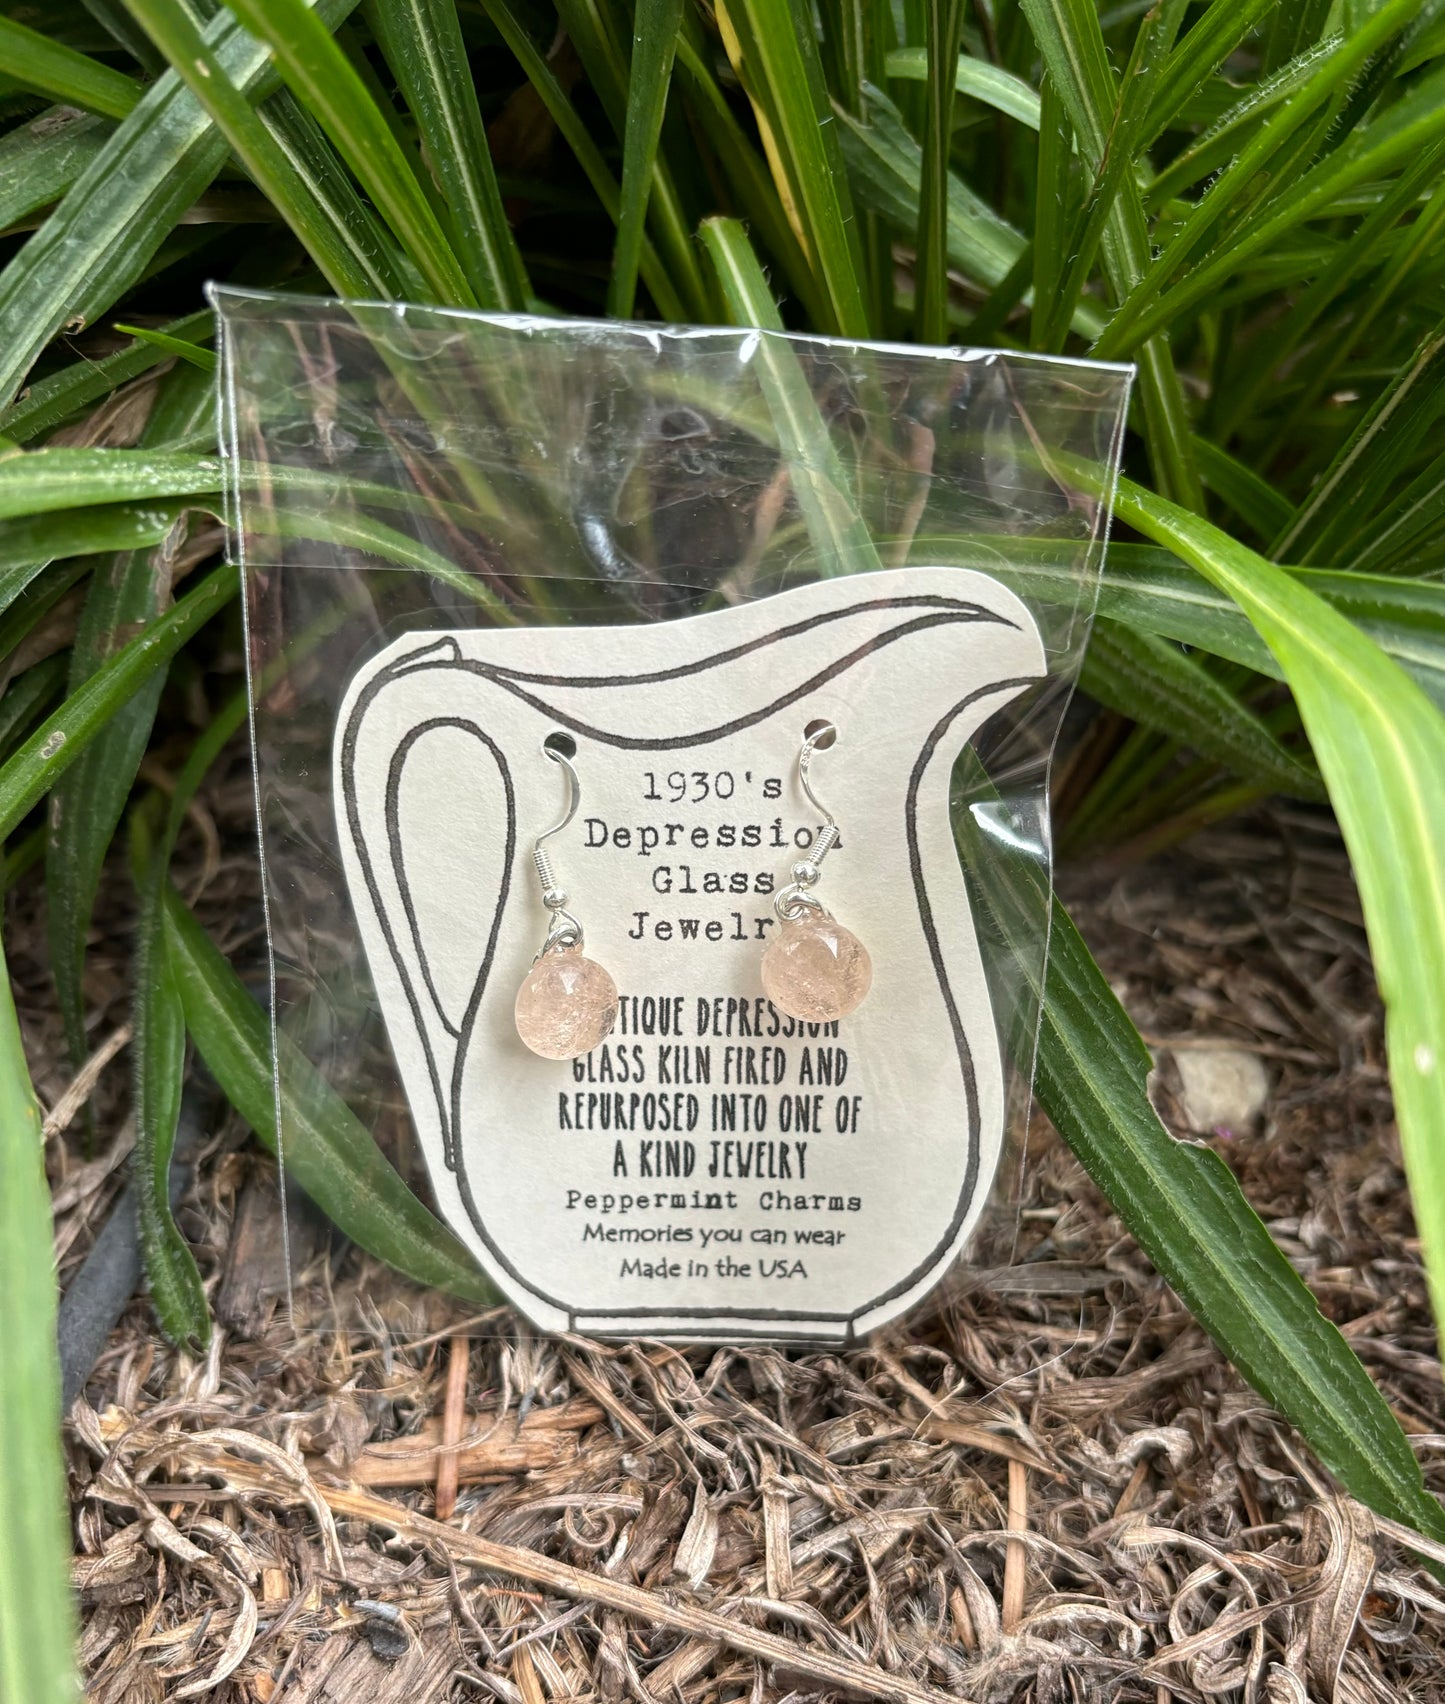 1930's
Depression
Glass
Jewelr
TIQUE DEPRESSION
GLASS KILN FIRED AND
REPURPOSED INTO ONE OF
A KIND JEWELRY
Peppermint Charms
Memories you can wear
Made in the USA